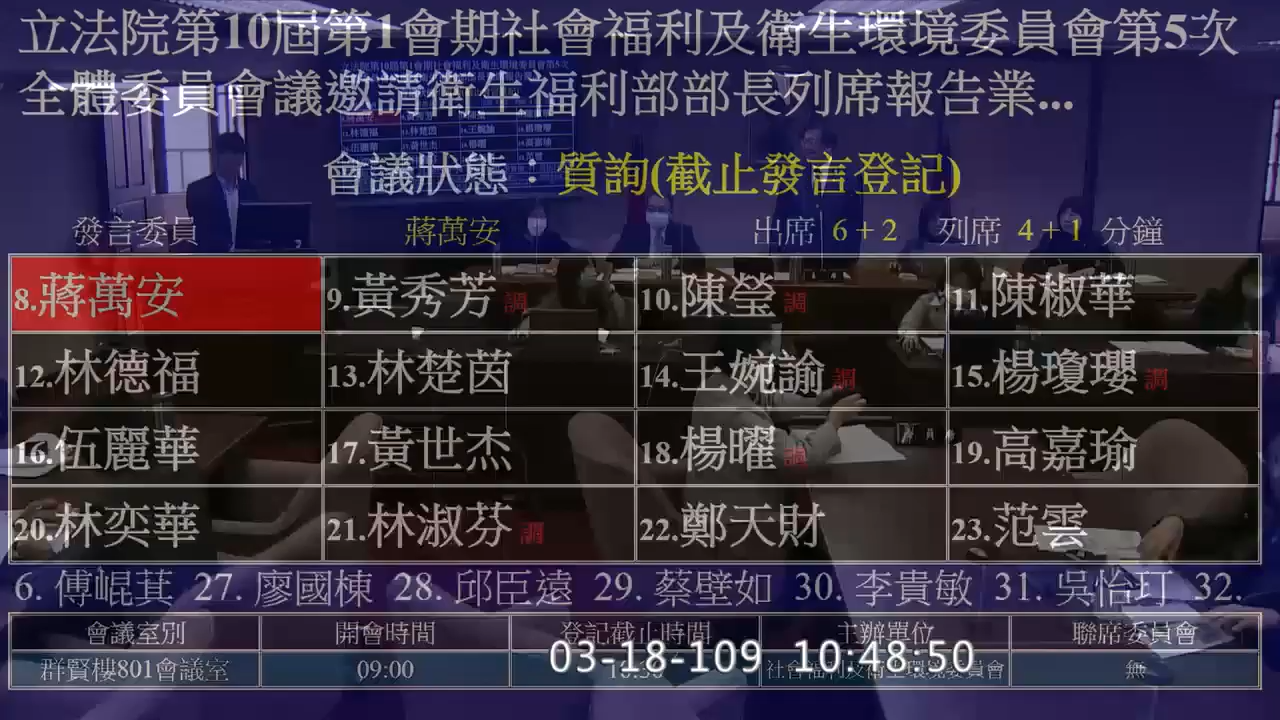 立法院第10屆第1會期社會福利及衛生環境委員會第5次
全體委員會議邀請衛生福利部部長列席報告業...
會議狀態：質詢(截止發言登記)
發言委員 蔣萬安 出席 6+2 列席 4+1 分鐘
8.蔣萬安 9.黃秀芳調 10.陳瑩調 11.陳椒華
12.林德福 13.林楚茵 14.王婉諭調 15.楊瓊瓔調
16.伍麗華 17.黃世杰 18.楊曜調 19.高嘉瑜
20.林奕華 21.林淑芬調 22.鄭天財 23.范雲
6. 傅崐萁 27. 廖國棟 28. 邱臣遠 29. 蔡壁如 30. 李貴敏 31. 吳怡玎 32.
會議室別 開會時間 登記截止時間 主辦單位 聯席委員會
群賢樓801會議室 09:00 10:30 社會福利及衛生環境委員會 無
03-18-109 10:48:50